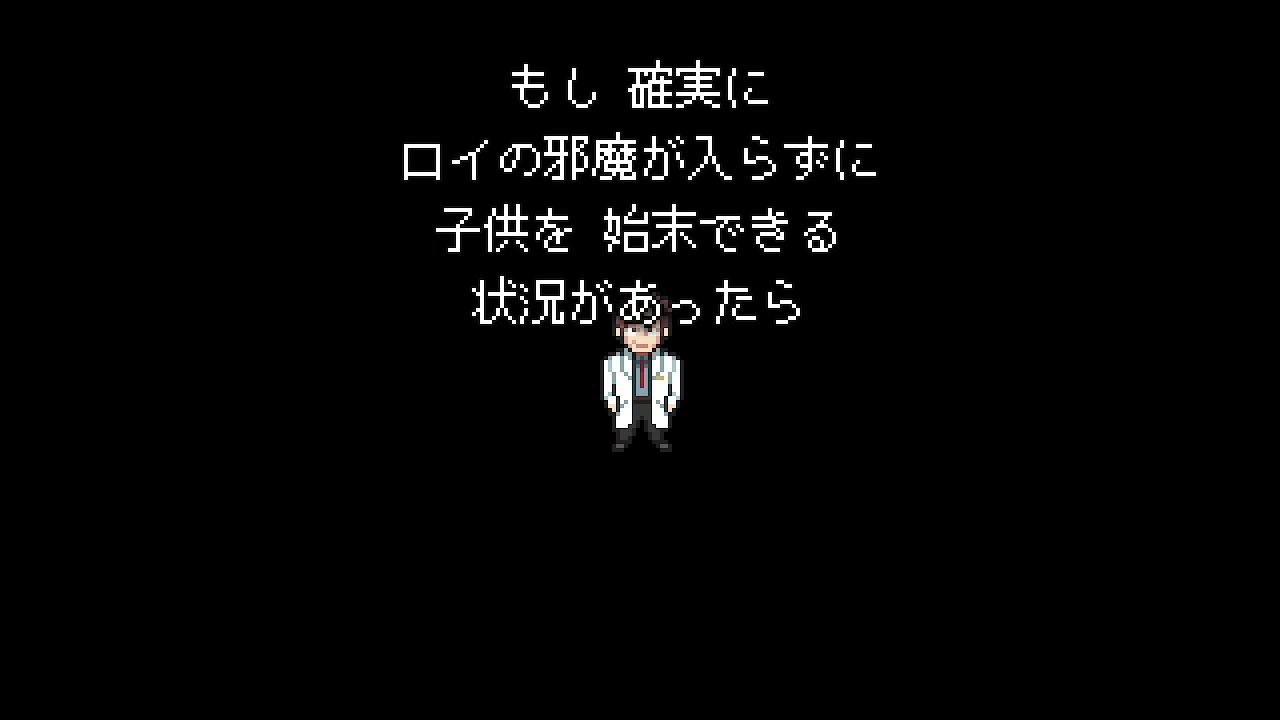 もし 確実に
ロイの邪魔が入らずに
子供を 始末できる
状況があったら